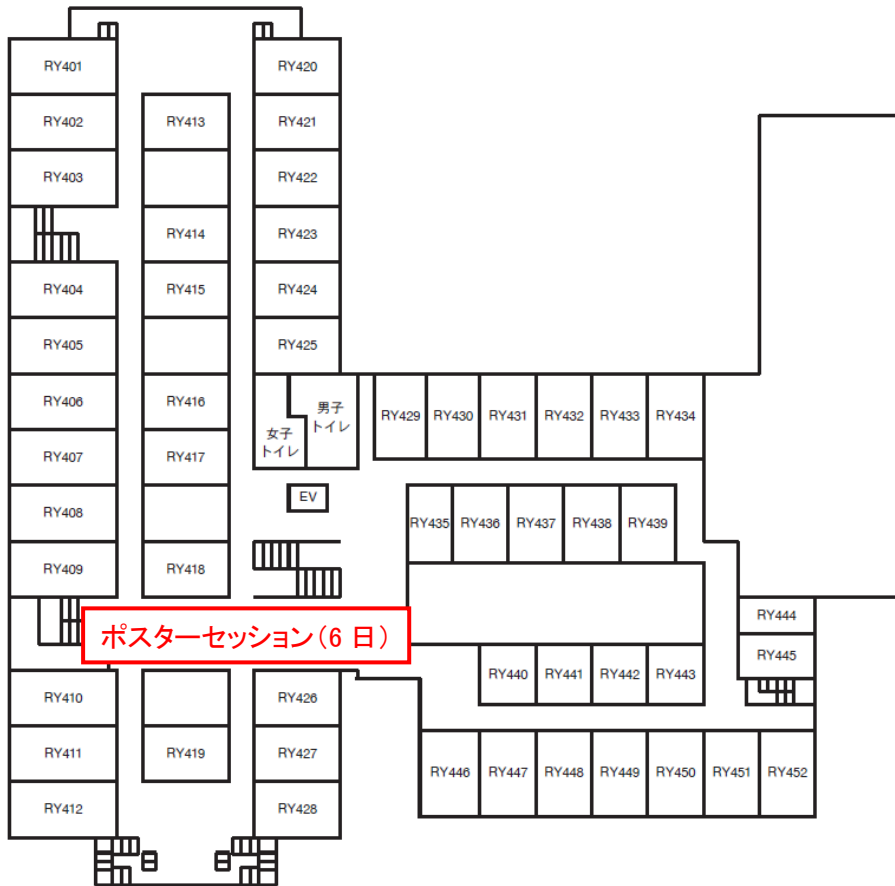 RY401
RY420
RY402
RY413
RY421
RY403
RY422
RY414
RY423
RY404
RY415
RY424
RY405
RY425
RY406
RY416
女子
トイレ
男子
トイレ
RY429
RY430
RY431
RY432
RY433
RY434
RY407
RY417
RY408
EV
RY435
RY436
RY437
RY438
RY439
RY409
RY418
ポスターセッション(6 日)
RY444
RY445
RY410
RY426
RY440
RY441
RY442
RY443
RY411
RY419
RY427
RY446
RY447
RY448
RY449
RY450
RY451
RY452
RY412
RY428